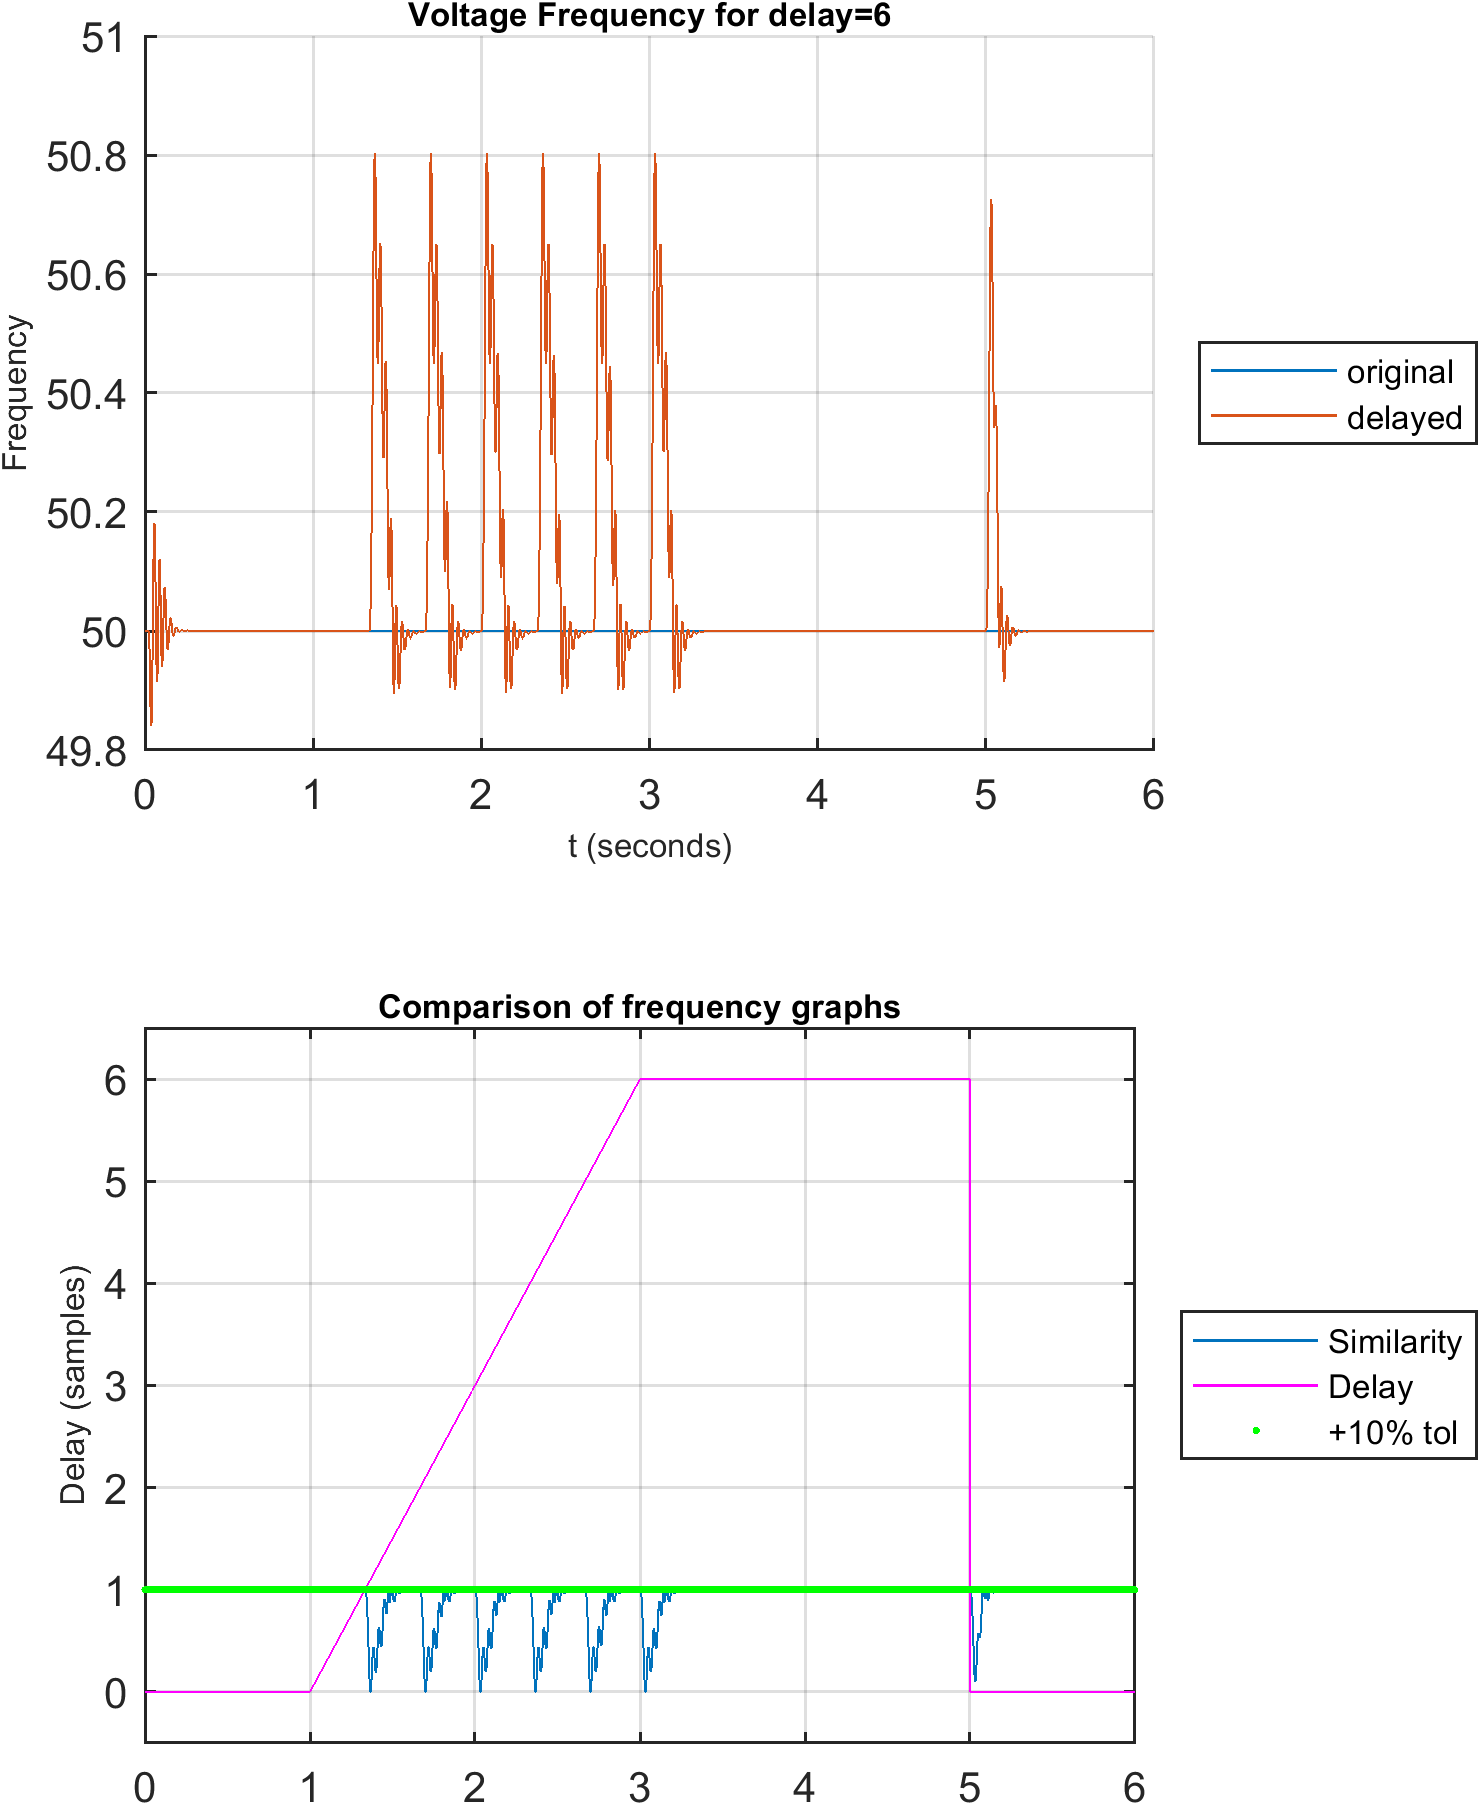 Voltage Frequency for delay=6
51
50.8
50.6
50.4
50.2
50
49.8
Frequency
0 1 2 3 4 5 6
t (seconds)
original
delayed
Comparison of frequency graphs
6
5
4
3
2
1
0
Delay (samples)
0 1 2 3 4 5 6
Similarity
Delay
+10% tol